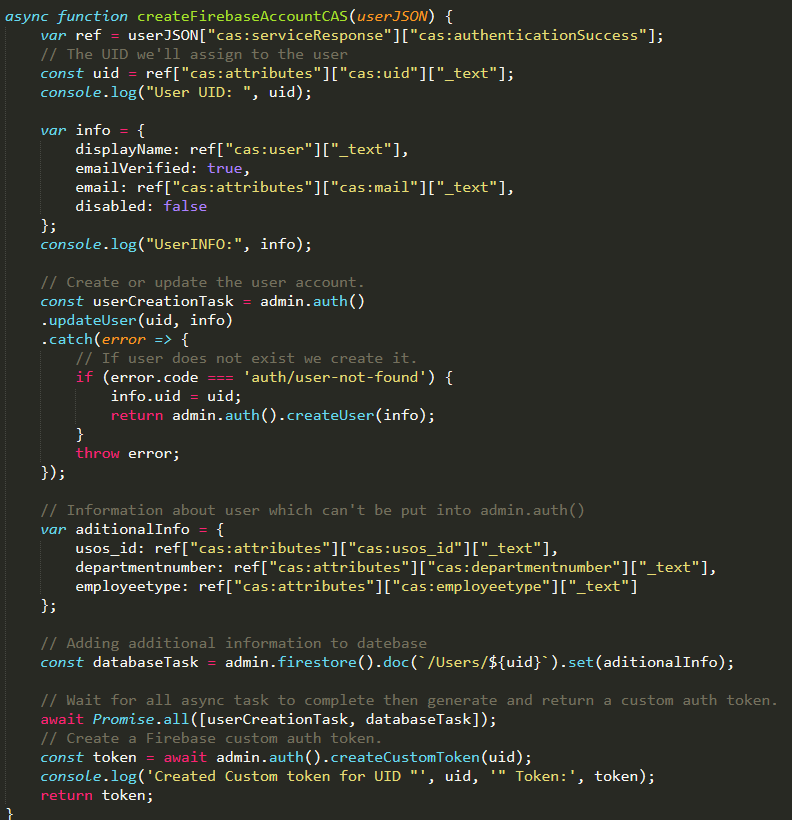 async function createFirebaseAccountCAS(userJSON) {
    var ref = userJSON["cas:serviceResponse"]["cas:authenticationSuccess"];
    // The UID we'll assign to the user
    const uid = ref["cas:attributes"]["cas:uid"]["_text"];
    console.log("User UID: ", uid);

    var info = {
        displayName: ref["cas:user"]["_text"],
        emailVerified: true,
        email: ref["cas:attributes"]["cas:mail"]["_text"],
        disabled: false
    };
    console.log("UserINFO:", info);

    // Create or update the user account.
    const userCreationTask = admin.auth()
    .updateUser(uid, info)
    .catch(error => {
        // If user does not exist we create it.
        if (error.code === 'auth/user-not-found') {
            info.uid = uid;
            return admin.auth().createUser(info);
        }
        throw error;
    });

    // Information about user which can't be put into admin.auth()
    var aditionalInfo = {
        usos_id: ref["cas:attributes"]["cas:usos_id"]["_text"],
        departmentnumber: ref["cas:attributes"]["cas:departmentnumber"]["_text"],
        employeetype: ref["cas:attributes"]["cas:employeetype"]["_text"]
    };

    // Adding additional information to datebase
    const databaseTask = admin.firestore().doc(`/Users/${uid}`).set(aditionalInfo);

    // Wait for all async task to complete then generate and return a custom auth token.
    await Promise.all([userCreationTask, databaseTask]);
    // Create a Firebase custom auth token.
    const token = await admin.auth().createCustomToken(uid);
    console.log('Created Custom token for UID "', uid, '" Token:', token);
    return token;
}